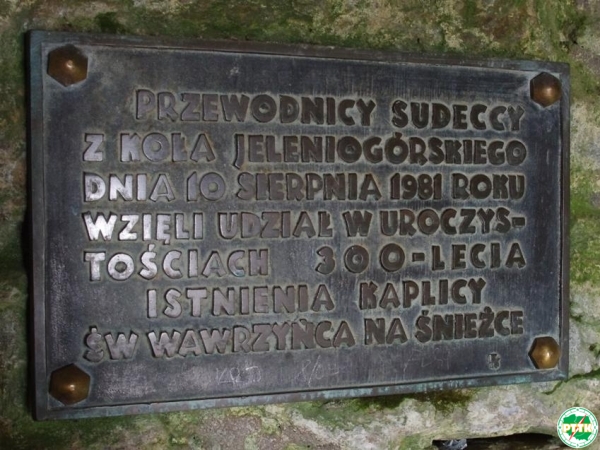 PRZEWODNICY SUDECCY
Z KOŁA JELENIOGÓRSKIEGO
DNIA 10 SIERPNIA 1981 ROKU
WZIĘLI UDZIAŁ W UROCZYS-
TOŚCIACH 300-LECIA
ISTNIENIA KAPLICY
ŚW WAWRZYŃCA NA ŚNIEŻCE
PTTK